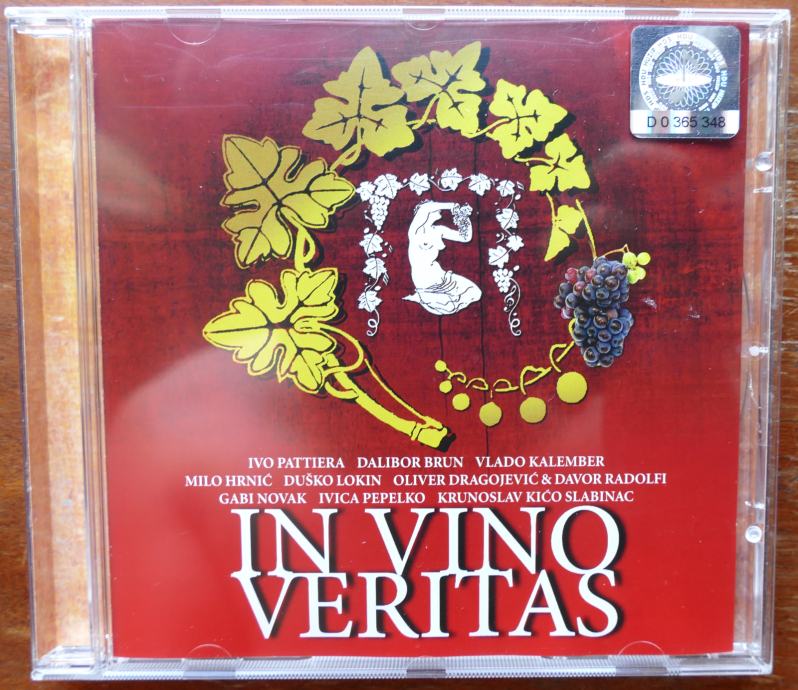 D 0 365 348
IVO PATTIERA DALIBOR BRUN VLADO KALEMBER
MILO HRNIĆ DUŠKO LOKIN OLIVER DRAGOJEVIĆ & DAVOR RADOLFI
GABI NOVAK IVICA PEPELKO KRUNOSLAV KIĆO SLABINAC
IN VINO
VERITAS